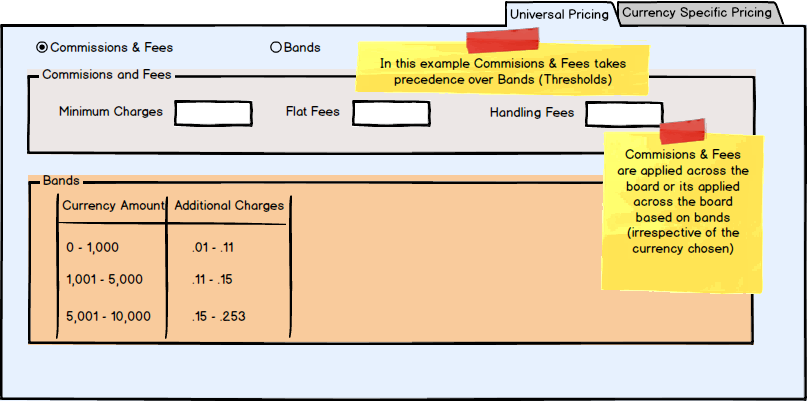 Universal Pricing
Currency Specific Pricing
Commissions & Fees
Bands
In this example Commisions & Fees takes
precedence over Bands (Thresholds)
Commisions and Fees
Minimum Charges
Flat Fees
Handling Fees
Commisions & Fees
are applied across the
board or its applied
across the board
based on bands
(irrespective of the
currency chosen)
Bands
Currency Amount
Additional Charges
0 - 1,000
.01 - .11
1,001 - 5,000
.11 - .15
5,001 - 10,000
.15 - .253